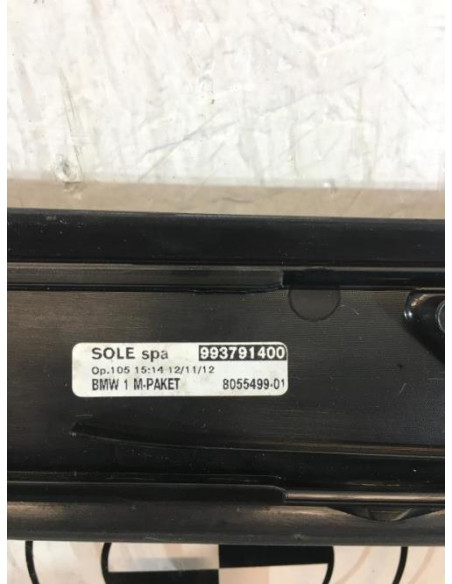 SOLE spa 993791400
Op.105 15:14 12/11/12
BMW 1 M-PAKET 8055499-01